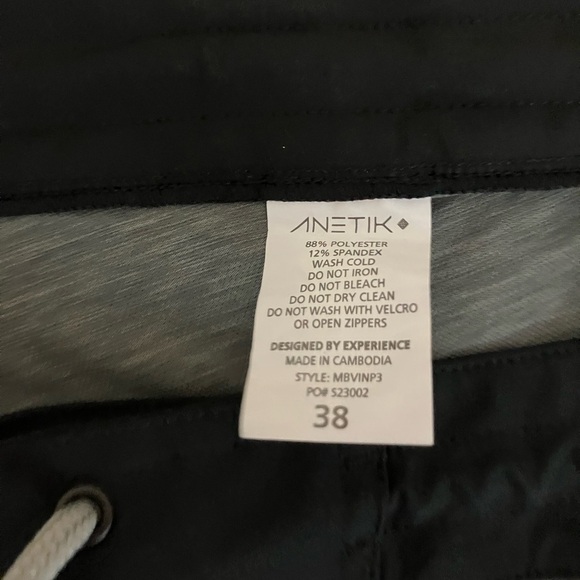 ANETIK
88% POLYESTER
12% SPANDEX
WASH COLD
DO NOT IRON
DO NOT BLEACH
DO NOT DRY CLEAN
DO NOT WASH WITH VELCRO
OR OPEN ZIPPERS
DESIGNED BY EXPERIENCE
MADE IN CAMBODIA
STYLE: MBVINP3
PO# S23002
38